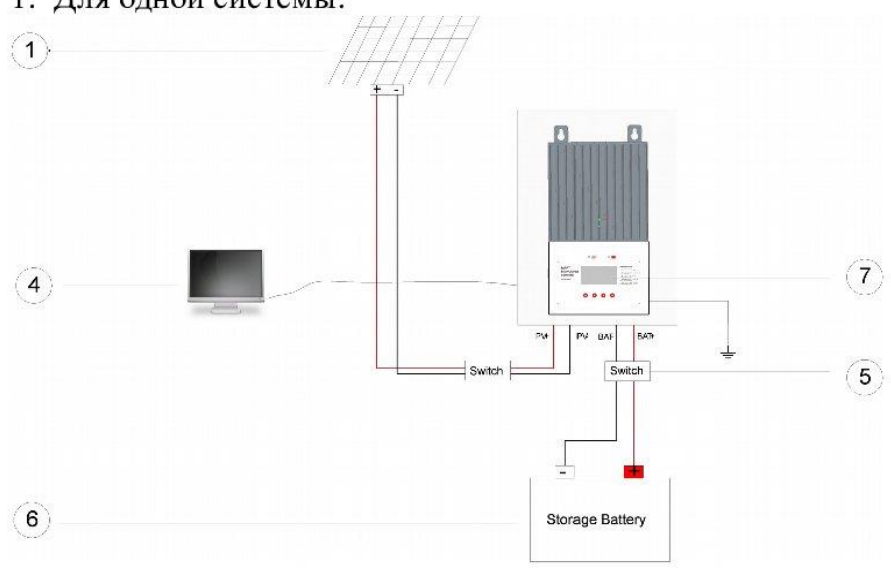 1. Для одной системы:
1
+ -
4
7
PV+ PV- BAT- BAT+
Switch
Switch
5
- +
6
Storage Battery